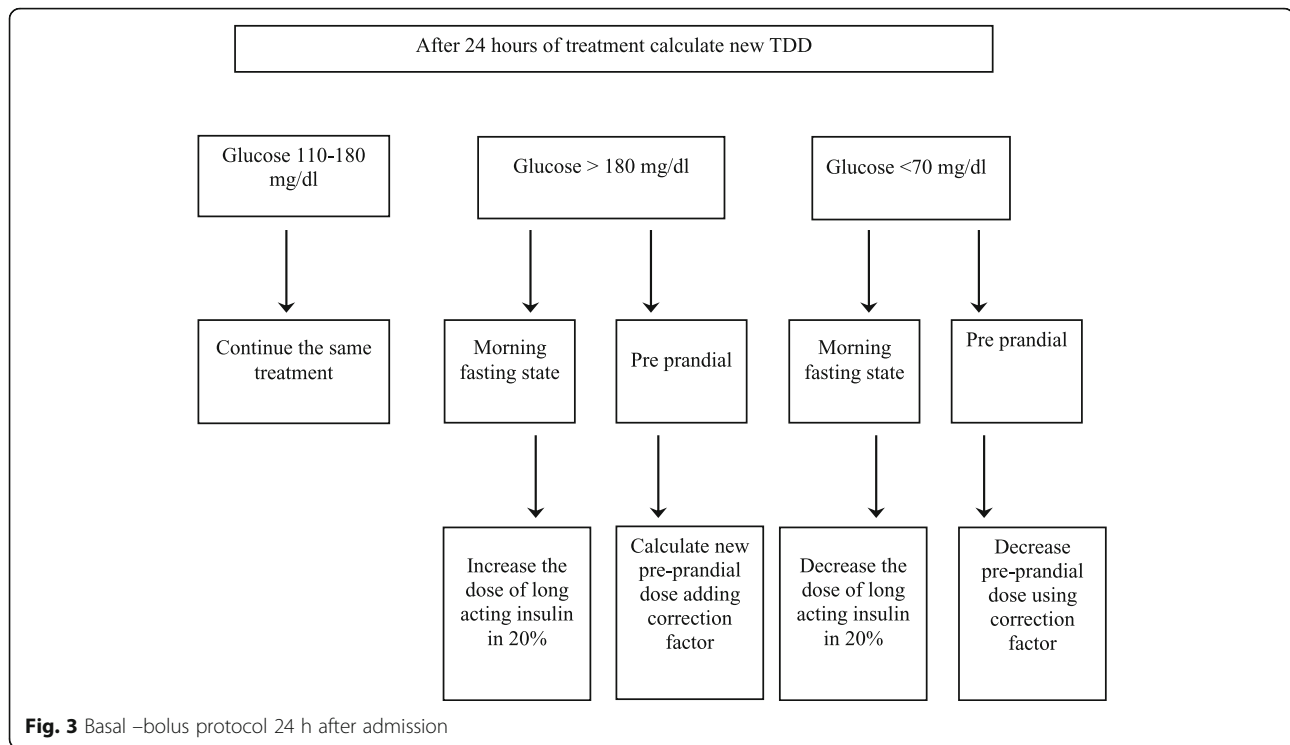 After 24 hours of treatment calculate new TDD
Glucose 110-180
mg/dl
Glucose > 180 mg/dl
Glucose <70 mg/dl
Continue the same
treatment
Morning
fasting state
Pre prandial
Morning
fasting state
Pre prandial
Increase the
dose of long
acting insulin
in 20%
Calculate new
pre-prandial
dose adding
correction
factor
Decrease the
dose of long
acting insulin
in 20%
Decrease
pre-prandial
dose using
correction
factor
Fig. 3 Basal –bolus protocol 24 h after admission